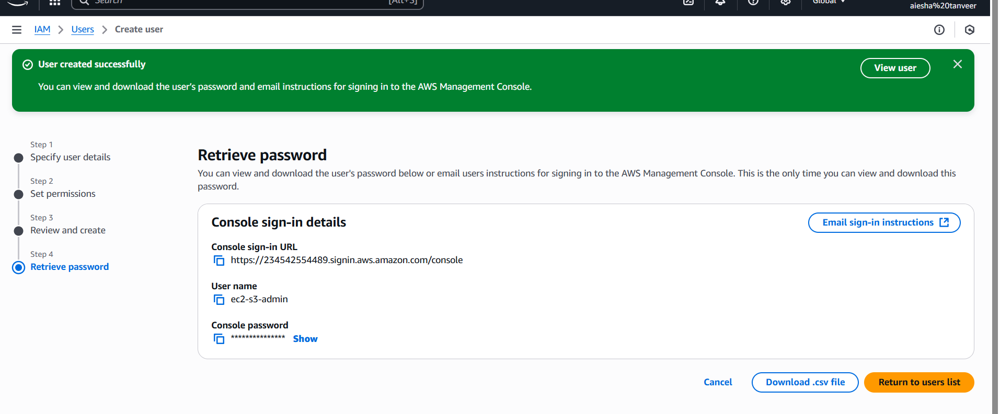 Search
[Alt+S]
Global
aiesha%20tanveer
IAM
Users
Create user
User created successfully
You can view and download the user's password and email instructions for signing in to the AWS Management Console.
View user
Step 1
Specify user details
Step 2
Set permissions
Step 3
Review and create
Step 4
Retrieve password
Retrieve password
You can view and download the user's password below or email users instructions for signing in to the AWS Management Console. This is the only time you can view and download this
password.
Console sign-in details
Email sign-in instructions
Console sign-in URL
https://234542554489.signin.aws.amazon.com/console
User name
ec2-s3-admin
Console password
*************** Show
Cancel
Download .csv file
Return to users list